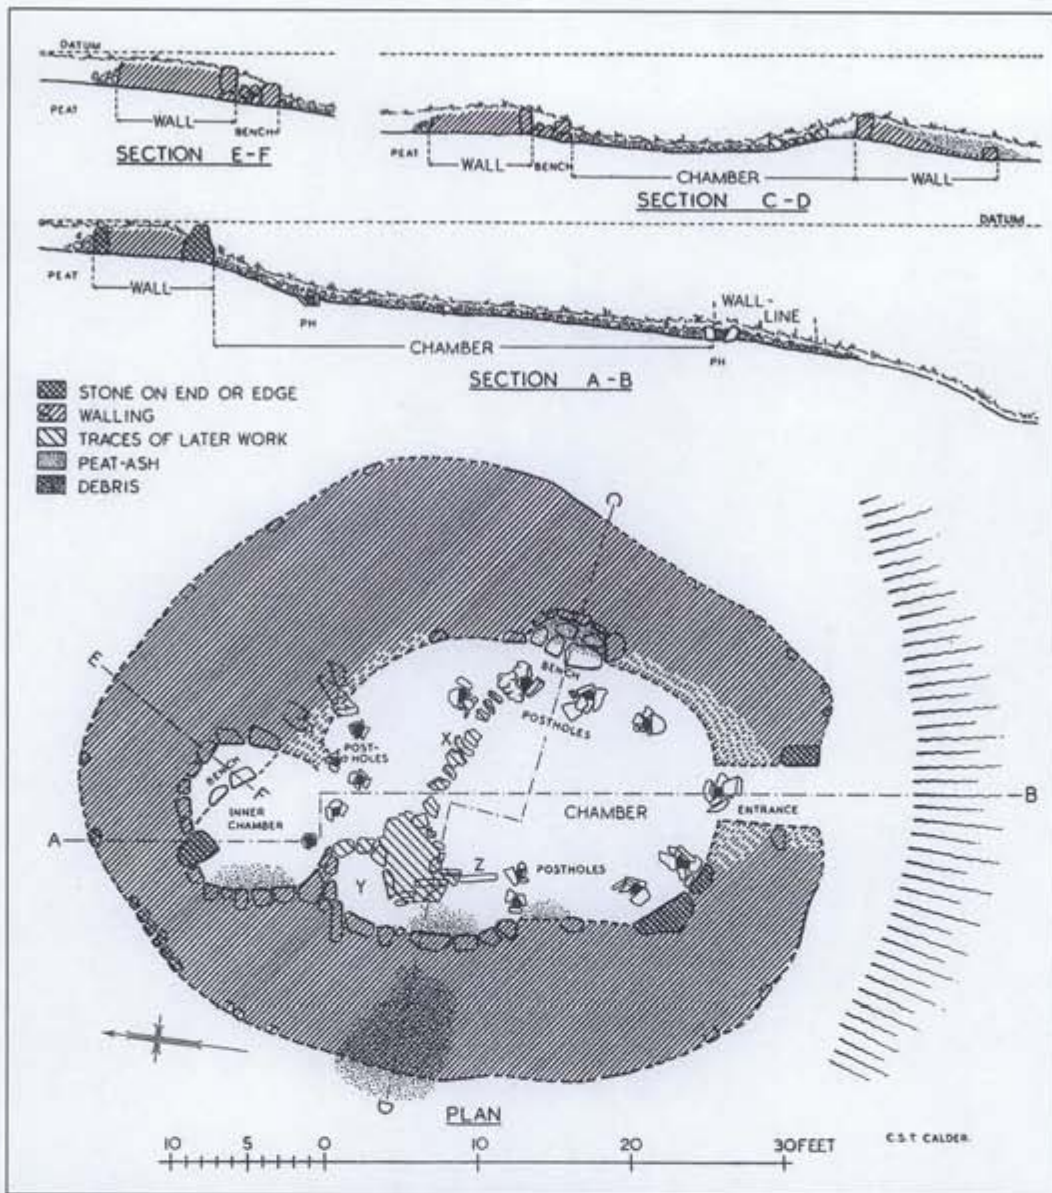 DATUM
PEAT
WALL
BENCH
SECTION E-F
PEAT
WALL
BENCH
CHAMBER
WALL
SECTION C-D
DATUM
PEAT
WALL
PH
CHAMBER
WALL-
LINE
PH
SECTION A-B
STONE ON END OR EDGE
WALLING
TRACES OF LATER WORK
PEAT-ASH
DEBRIS
C
E
BENCH
POSTHOLES
X
POST-
HOLES
BENCH
F
INNER
CHAMBER
CHAMBER
ENTRANCE
B
A
Z
POSTHOLES
Y
PLAN
10 5 0 10 20 30 FEET
C.S.T. CALDER.